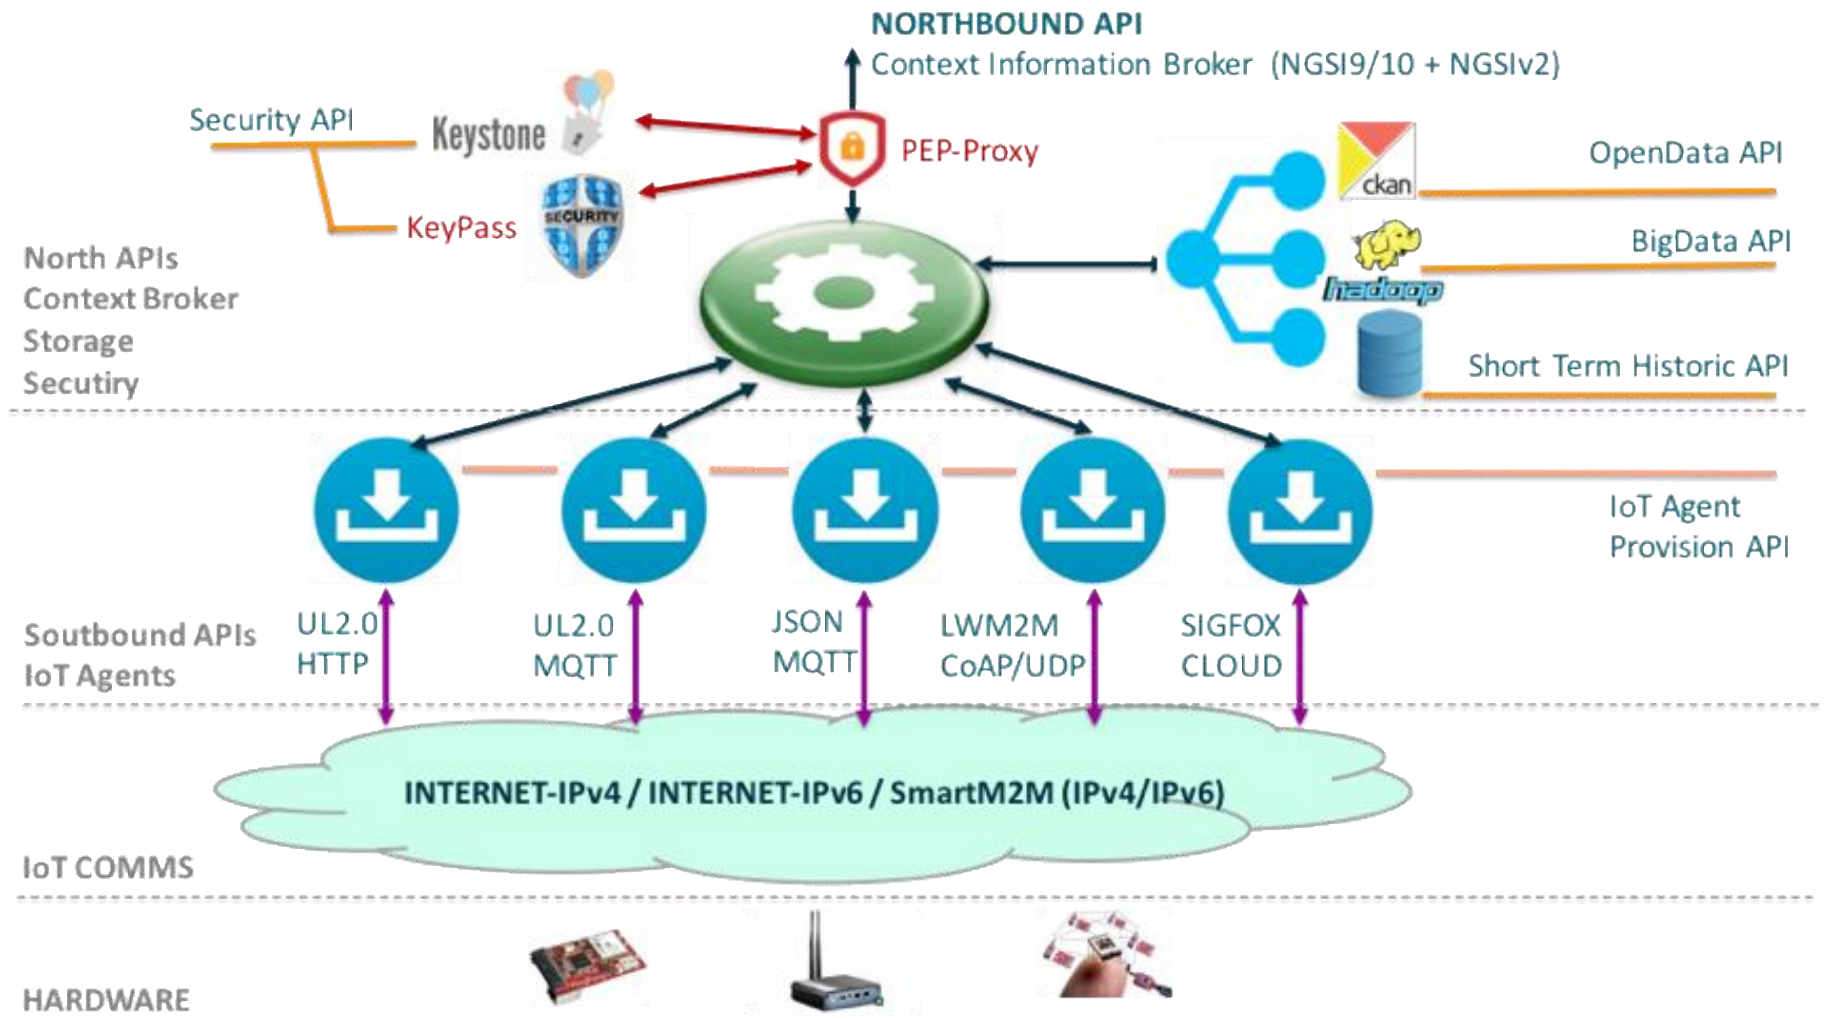 NORTHBOUND API
Context Information Broker (NGSI9/10 + NGSIv2)
Security API
Keystone
PEP-Proxy
KeyPass
SECURITY
ckan
OpenData API
BigData API
hadoop
Short Term Historic API
North APIs
Context Broker
Storage
Secutiry
IoT Agent
Provision API
Soutbound APIs
IoT Agents
UL2.0
HTTP
UL2.0
MQTT
JSON
MQTT
LWM2M
CoAP/UDP
SIGFOX
CLOUD
INTERNET-IPv4 / INTERNET-IPv6 / SmartM2M (IPv4/IPv6)
IoT COMMS
HARDWARE